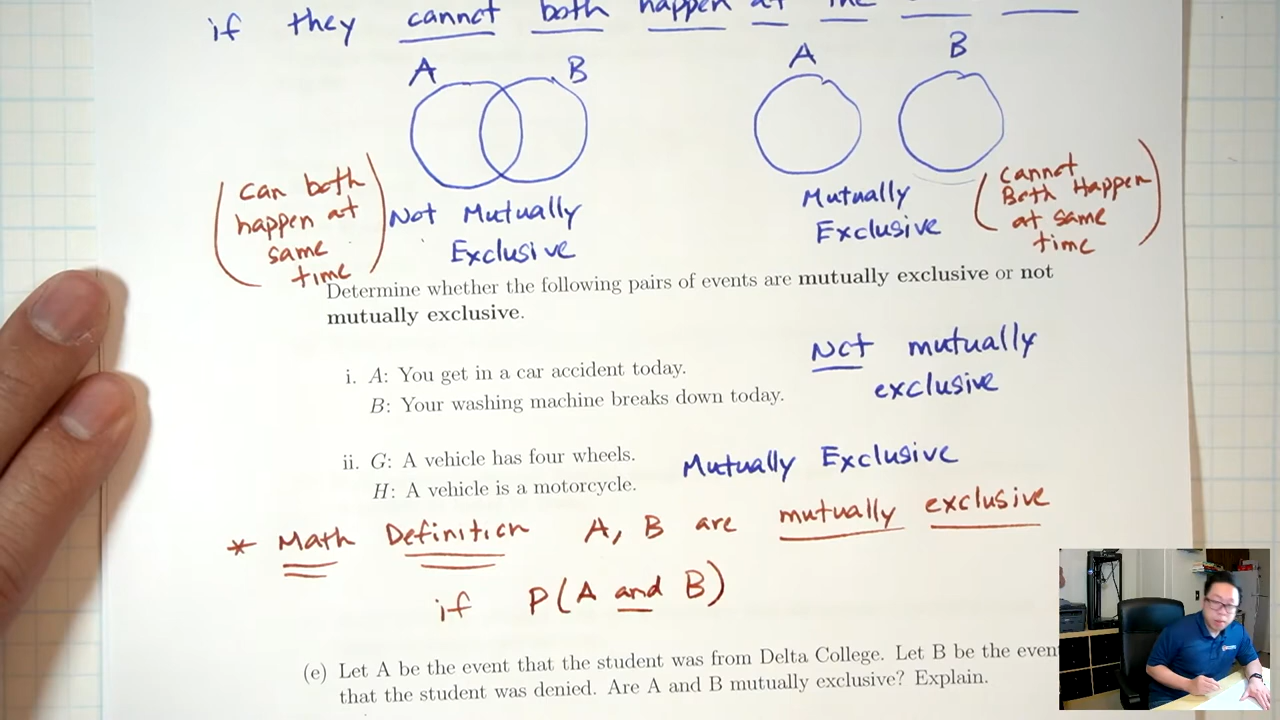 if they cannot both happen at the
A B
A B
(can both happen at same time)
Not Mutually Exclusive
Mutually Exclusive
(cannot Both Happen at same time)
Determine whether the following pairs of events are mutually exclusive or not
mutually exclusive.
i. A: You get in a car accident today.
B: Your washing machine breaks down today.
Not mutually
exclusive
ii. G: A vehicle has four wheels.
H: A vehicle is a motorcycle.
Mutually Exclusive
* Math Definition A, B are mutually exclusive
if P(A and B)
(e) Let A be the event that the student was from Delta College. Let B be the event
that the student was denied. Are A and B mutually exclusive? Explain.